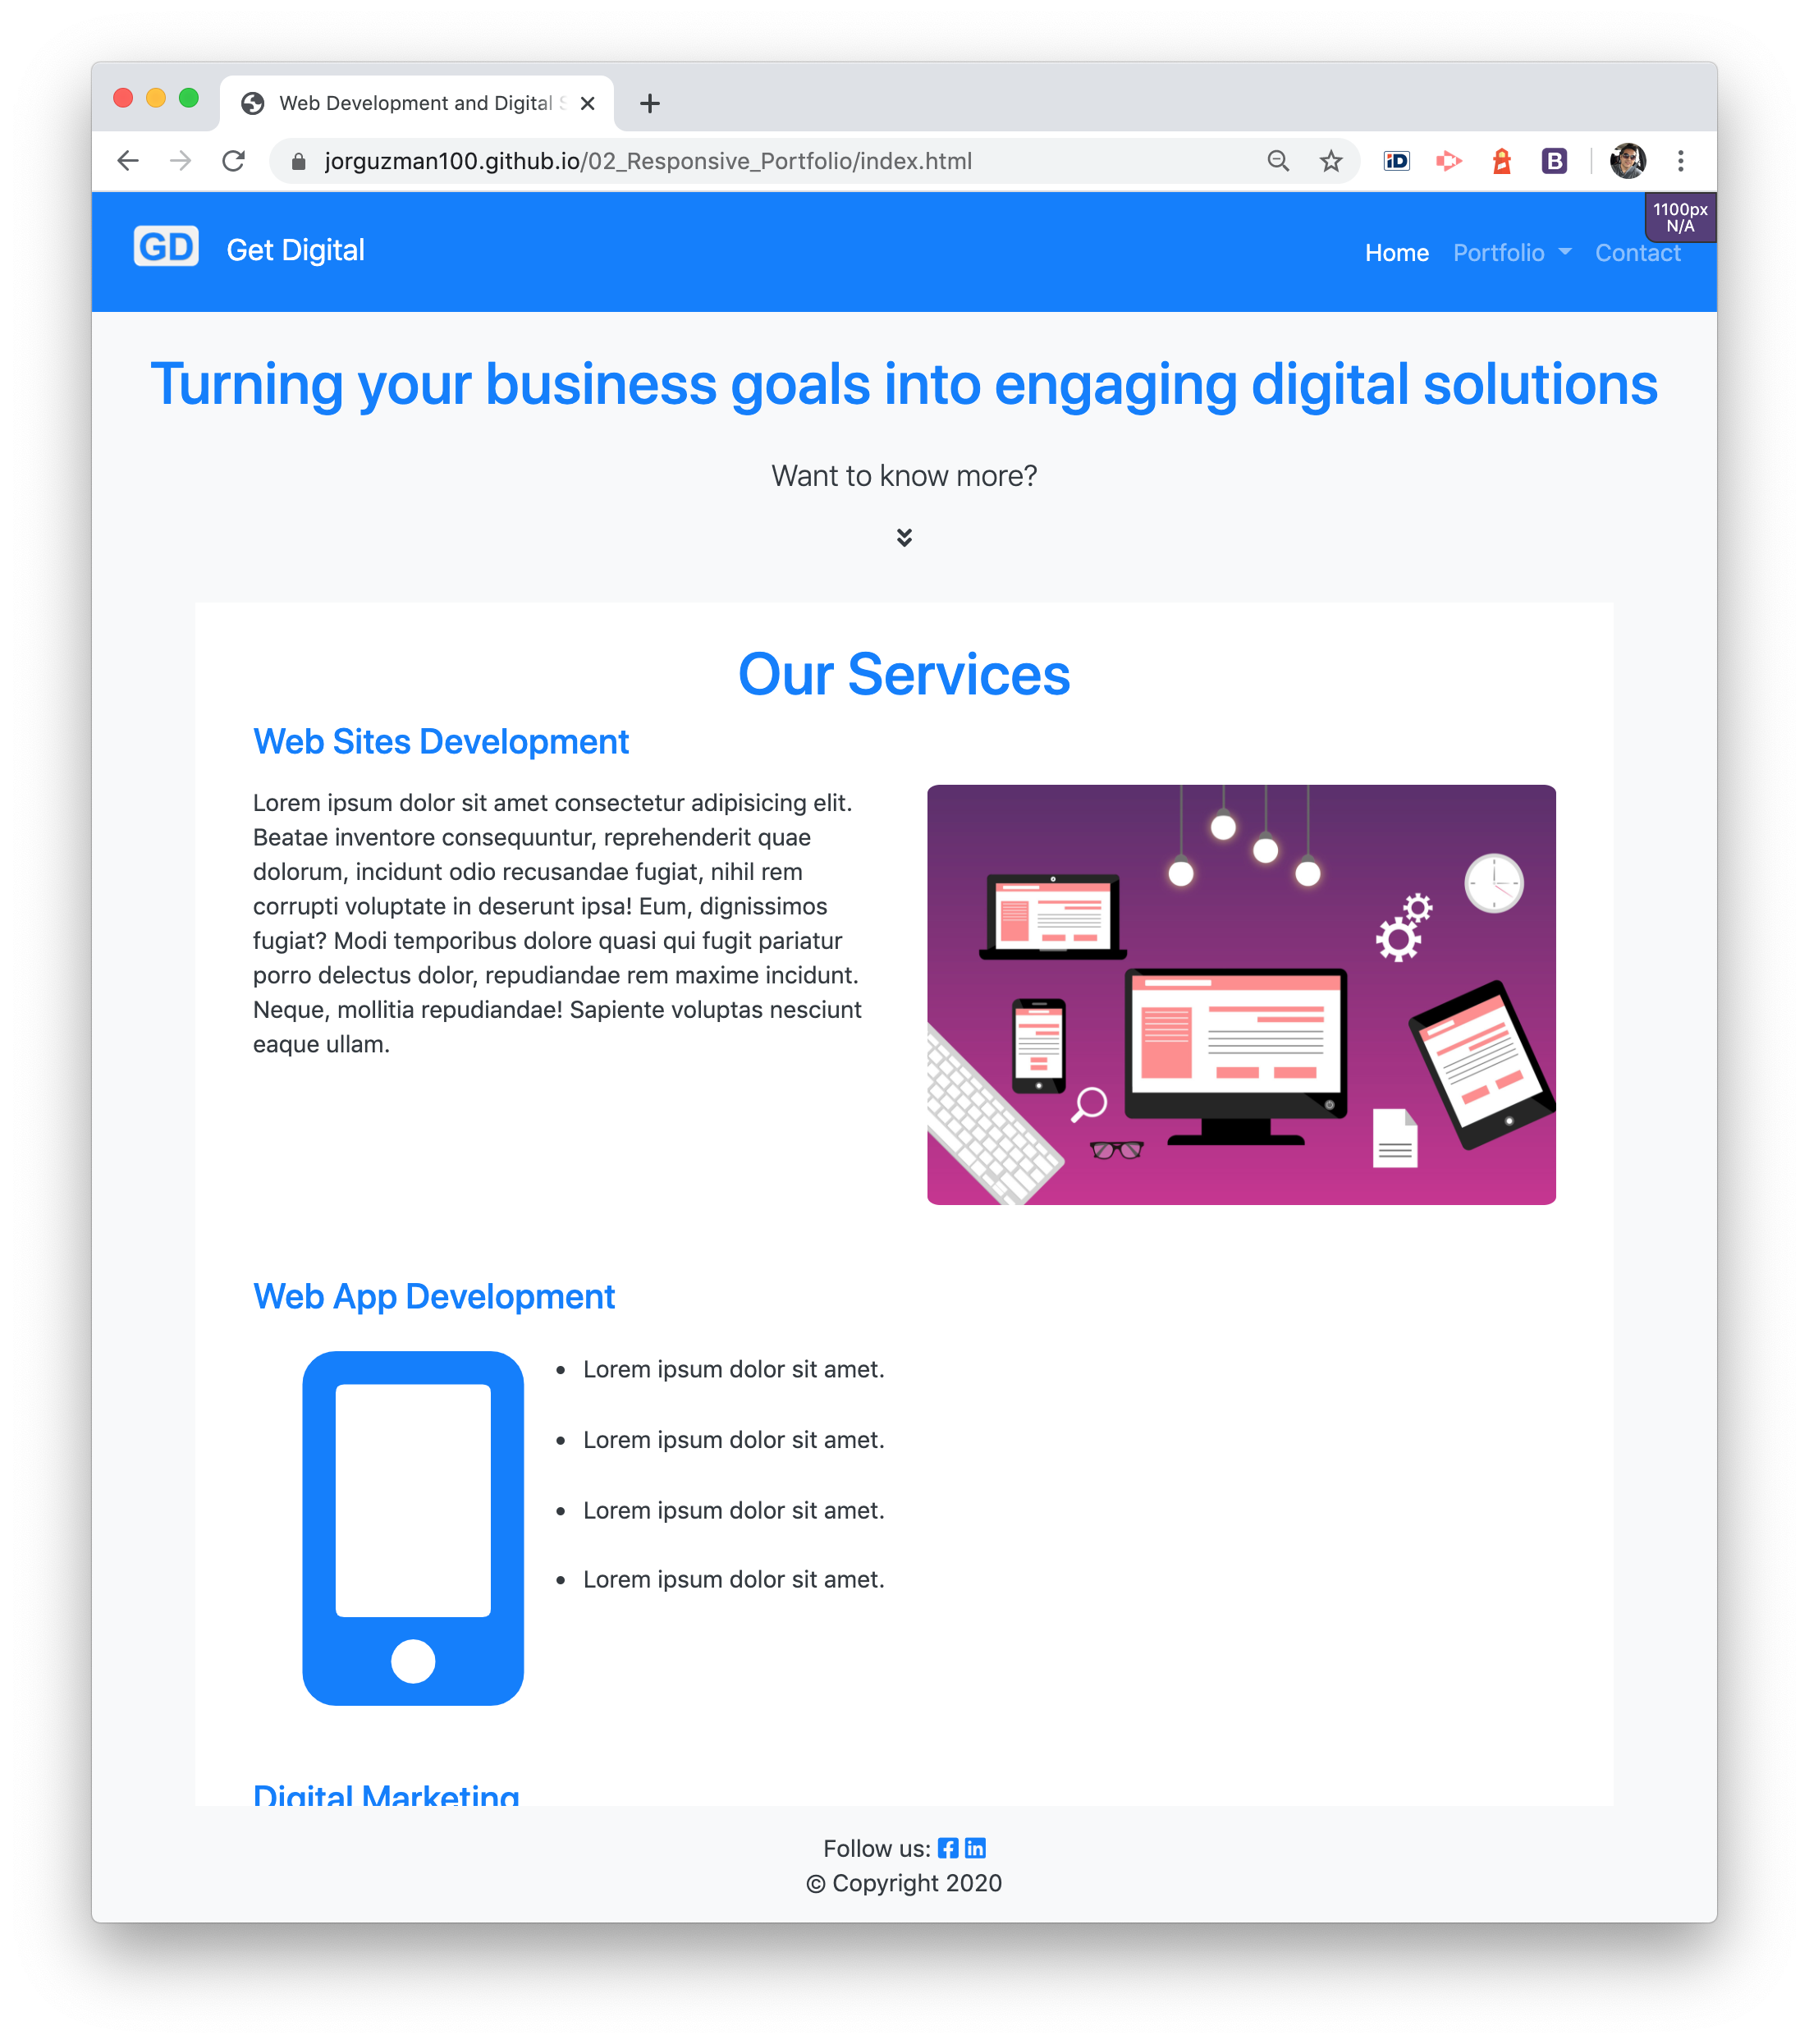 Web Development and Digital
jorguzman100.github.io/02_Responsive_Portfolio/index.html
iD
B
1100px
N/A
GD
Get Digital
Home
Portfolio
Contact
Turning your business goals into engaging digital solutions
Want to know more?
Our Services
Web Sites Development
Lorem ipsum dolor sit amet consectetur adipisicing elit.
Beatae inventore consequuntur, reprehenderit quae
dolorum, incidunt odio recusandae fugiat, nihil rem
corrupti voluptate in deserunt ipsa! Eum, dignissimos
fugiat? Modi temporibus dolore quasi qui fugit pariatur
porro delectus dolor, repudiandae rem maxime incidunt.
Neque, mollitia repudiandae! Sapiente voluptas nesciunt
eaque ullam.
Web App Development
• Lorem ipsum dolor sit amet.
• Lorem ipsum dolor sit amet.
• Lorem ipsum dolor sit amet.
• Lorem ipsum dolor sit amet.
Digital Marketing
Follow us:
in
© Copyright 2020